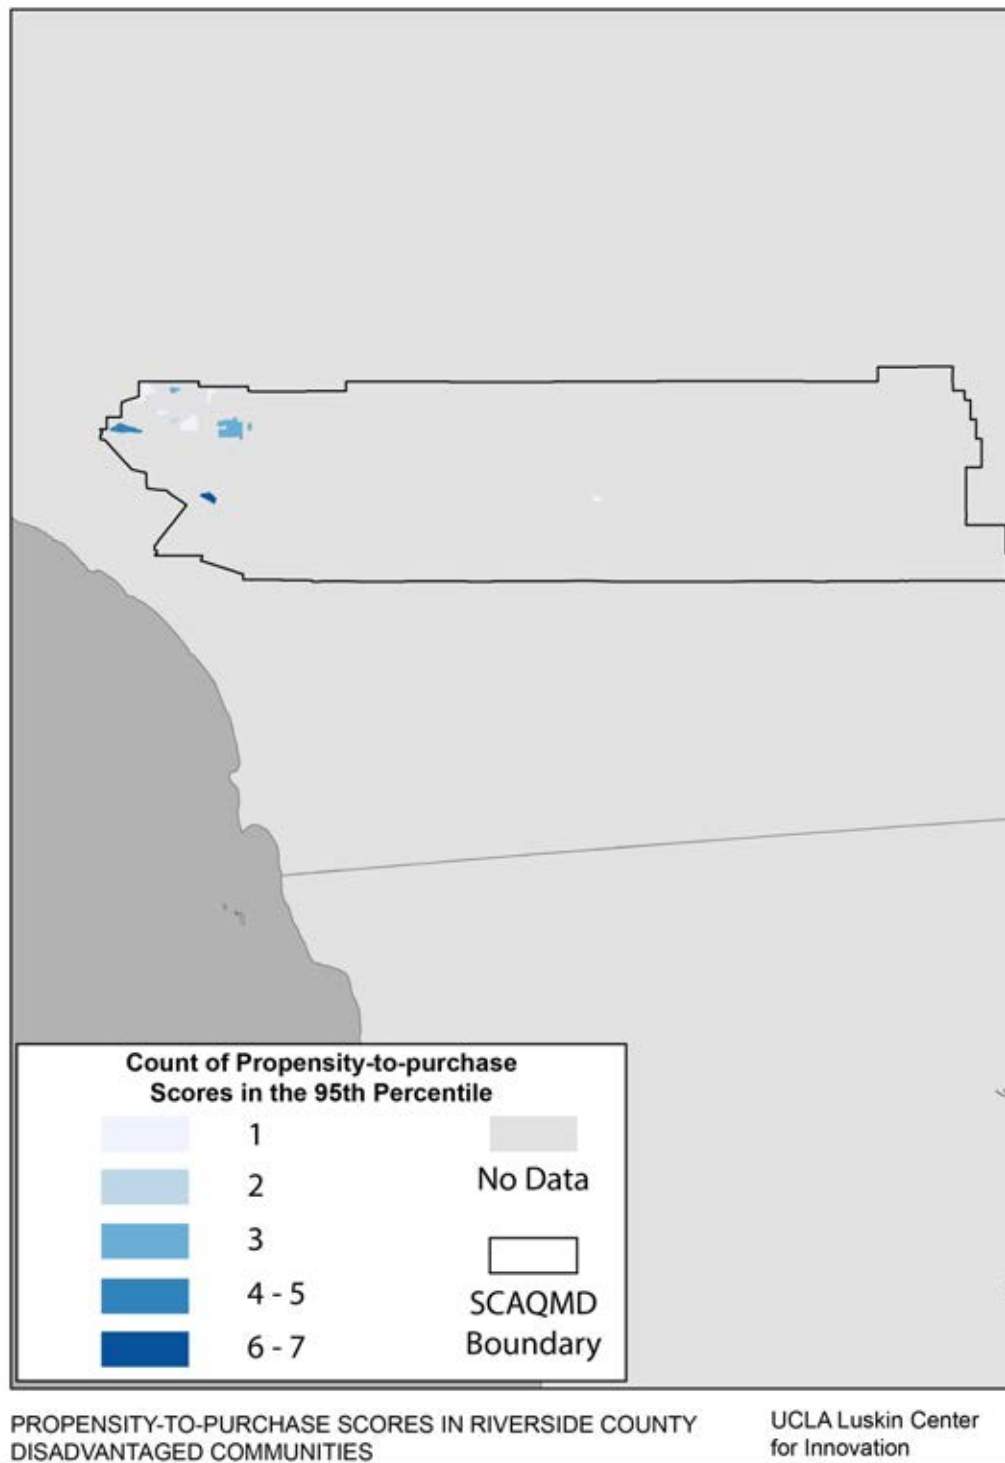 Count of Propensity-to-purchase
Scores in the 95th Percentile
1
2
3
4 - 5
6 - 7
No Data
SCAQMD
Boundary
PROPENSITY-TO-PURCHASE SCORES IN RIVERSIDE COUNTY
DISADVANTAGED COMMUNITIES
UCLA Luskin Center
for Innovation